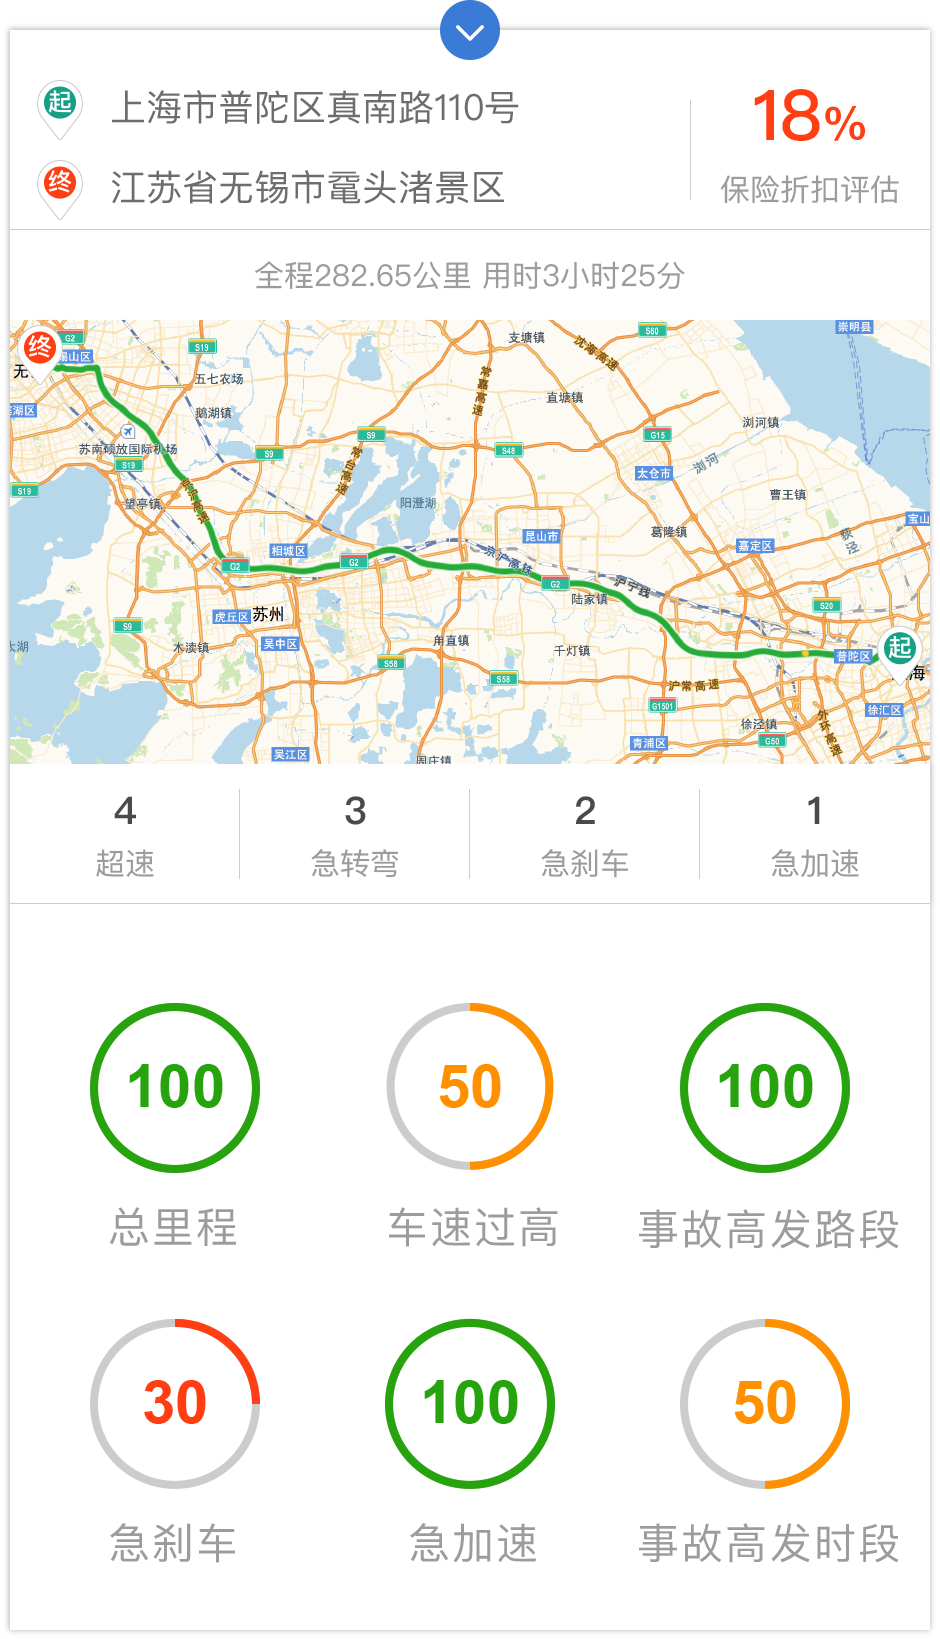 起 上海市普陀区真南路110号
终 江苏省无锡市鼋头渚景区
18%
保险折扣评估
全程282.65公里 用时3小时25分
终
G2
锡山区
无
S19
支塘镇
沈海高速
S80
崇明县
五七农场
常嘉高速
直塘镇
滨湖区
鹅湖镇
浏河镇
苏南硕放国际机场
S19
S9
S9
常台高速
S48
G15
太仓市
浏河
S19
京沪高速
望亭镇
阳澄湖
曹王镇
宝山
相城区
昆山市
葛隆镇
嘉定区
荻泾
G2
G2
京沪高铁
G2
沪宁线
虎丘区
苏州
陆家镇
S20
S9
太湖
木渎镇
吴中区
甪直镇
千灯镇
起
普陀区
海
S58
S58
沪常高速
G1501
徐汇区
徐泾镇
外环高速
吴江区
周庄镇
青浦区
G50
4
3
2
1
超速
急转弯
急刹车
急加速
100
50
100
总里程
车速过高
事故高发路段
30
100
50
急刹车
急加速
事故高发时段